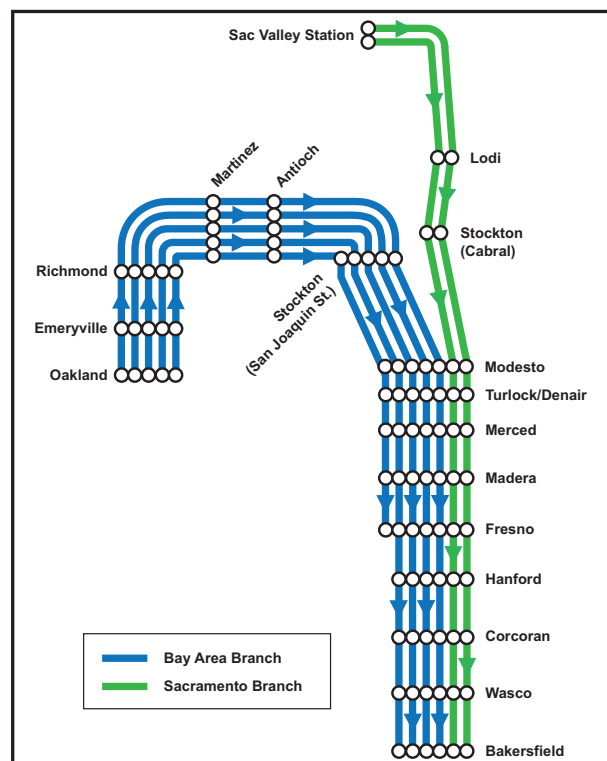 Sac Valley Station
Lodi
Martinez
Antioch
Stockton
(Cabral)
Richmond
Stockton
(San Joaquin St.)
Emeryville
Oakland
Modesto
Turlock/Denair
Merced
Madera
Fresno
Hanford
Corcoran
Wasco
Bakersfield
Bay Area Branch
Sacramento Branch